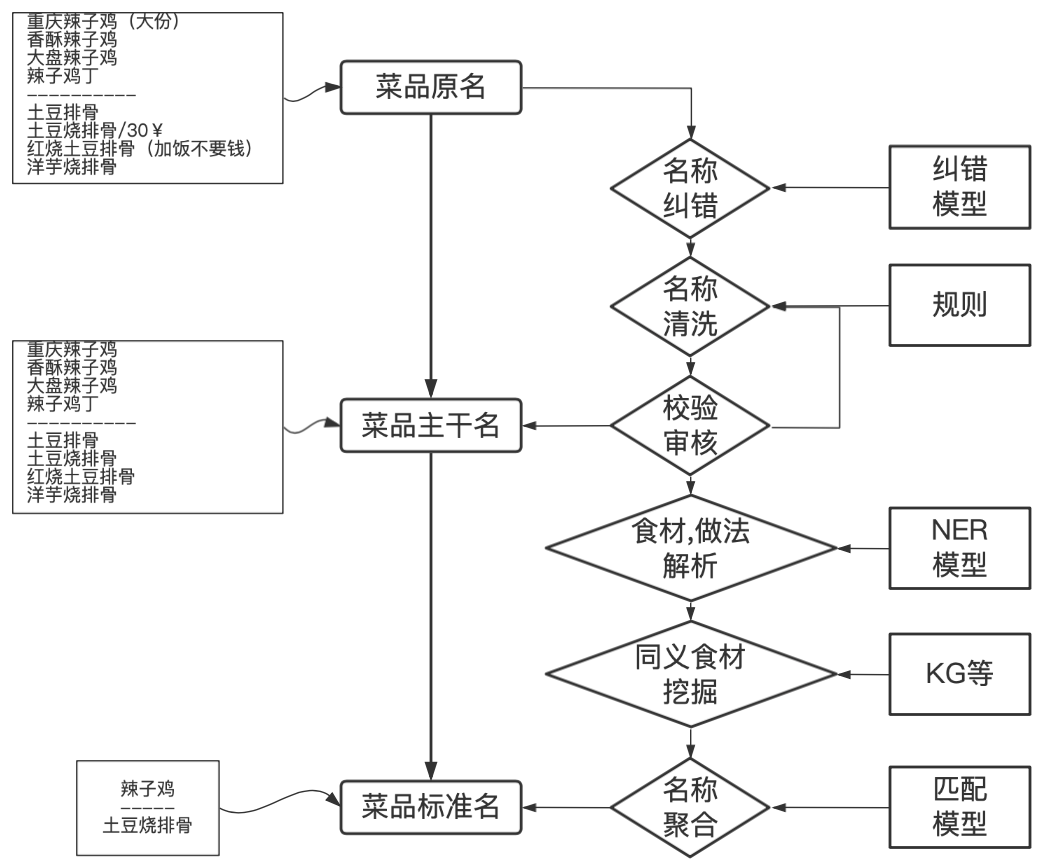 重庆辣子鸡（大份）
香酥辣子鸡
大盘辣子鸡
辣子鸡丁
----------
土豆排骨
土豆烧排骨/30￥
红烧土豆排骨（加饭不要钱）
洋芋烧排骨
菜品原名
名称
纠错
纠错
模型
名称
清洗
规则
重庆辣子鸡
香酥辣子鸡
大盘辣子鸡
辣子鸡丁
----------
土豆排骨
土豆烧排骨
红烧土豆排骨
洋芋烧排骨
菜品主干名
校验
审核
食材,做法
解析
NER
模型
同义食材
挖掘
KG等
辣子鸡
-----
土豆烧排骨
菜品标准名
名称
聚合
匹配
模型